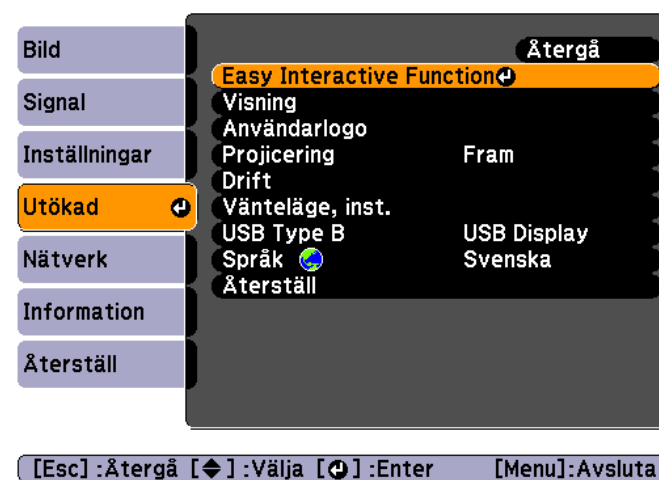 Bild
Signal
Inställningar
Utökad
Nätverk
Information
Återställ
Återgå
Easy Interactive Function
Visning
Användarlogo
Projicering Fram
Drift
Vänteläge, inst.
USB Type B USB Display
Språk Svenska
Återställ
[Esc] :Återgå [ ] :Välja [ ] :Enter [Menu]:Avsluta